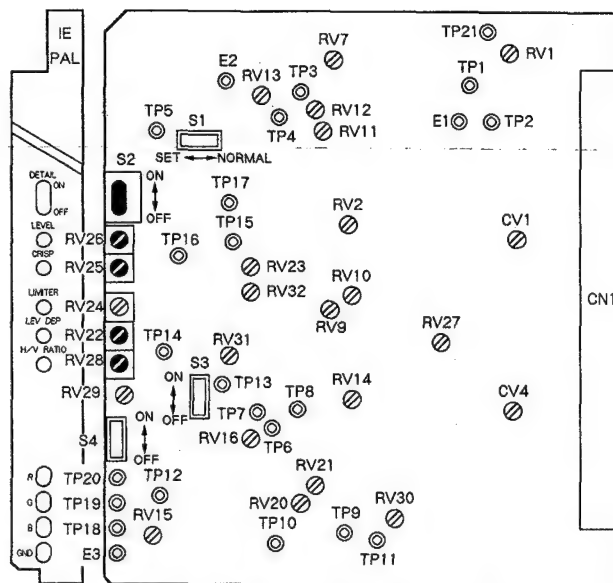 IE
PAL
TP21
RV7
RV1
E2
RV13
TP3
TP1
TP5
S1
TP4
RV12
RV11
E1
TP2
SET
NORMAL
S2
ON
OFF
DETAIL
ON
OFF
TP17
LEVEL
RV26
TP15
RV2
CV1
CRISP
RV25
TP16
RV23
RV32
RV10
CN1
LIMITER
RV24
RV9
LEV DEP
RV22
RV27
H/V RATIO
RV28
TP14
RV31
S3
RV29
ON
OFF
TP13
TP8
RV14
CV4
TP7
S4
ON
OFF
RV16
TP6
R
TP20
TP12
RV21
G
TP19
RV20
RV30
B
TP18
RV15
TP10
TP9
TP11
GND
E3